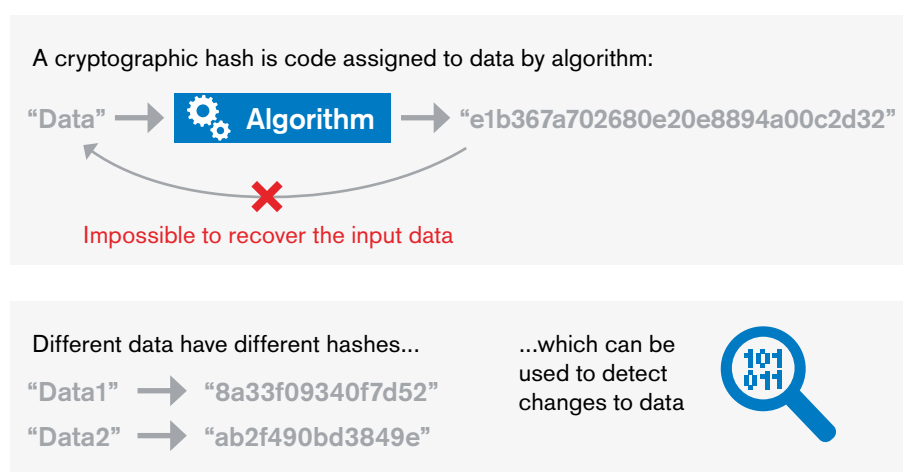 A cryptographic hash is code assigned to data by algorithm:
“Data” Algorithm “e1b367a702680e20e8894a00c2d32”
Impossible to recover the input data
Different data have different hashes...
“Data1” “8a33f09340f7d52”
“Data2” “ab2f490bd3849e”
...which can be
used to detect
changes to data
101
011